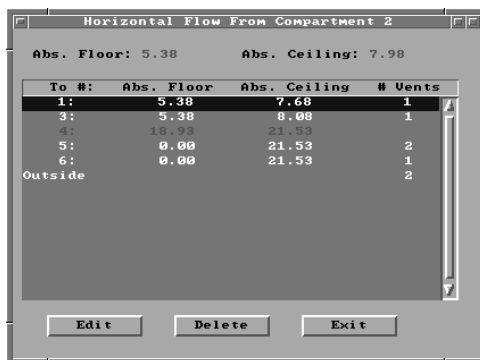 Horizontal Flow From Compartment 2
Abs. Floor: 5.38 Abs. Ceiling: 7.98
To #: Abs. Floor Abs. Ceiling # Vents
1: 5.38 7.68 1
3: 5.38 8.08 1
4: 18.93 21.53
5: 0.00 21.53 2
6: 0.00 21.53 1
Outside 2
Edit Delete Exit